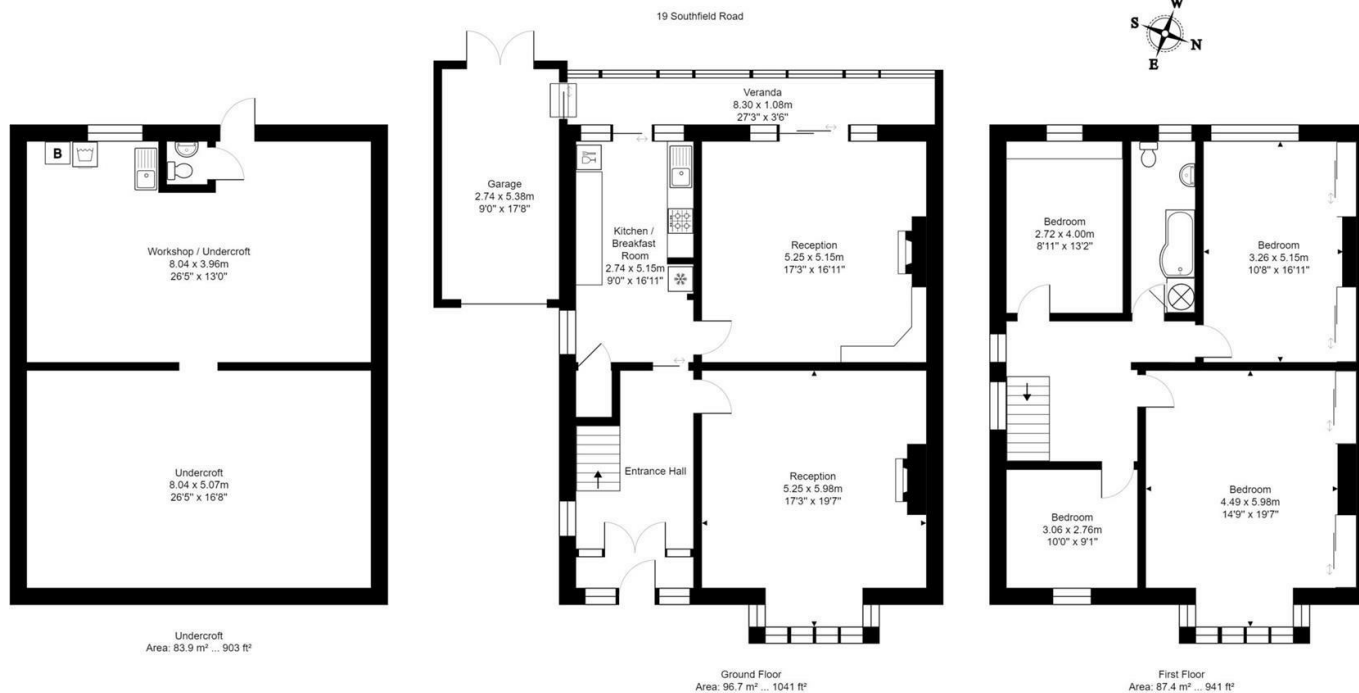 19 Southfield Road
W
S
N
E
B
Workshop / Undercroft
8.04 x 3.96m
26'5" x 13'0"
Undercroft
8.04 x 5.07m
26'5" x 16'8"
Undercroft
Area: 83.9 m² ... 903 ft²
Veranda
8.30 x 1.08m
27'3" x 3'6"
Garage
2.74 x 5.38m
9'0" x 17'8"
Kitchen /
Breakfast
Room
2.74 x 5.15m
9'0" x 16'11"
Reception
5.25 x 5.15m
17'3" x 16'11"
Entrance Hall
Reception
5.25 x 5.98m
17'3" x 19'7"
Ground Floor
Area: 96.7 m² ... 1041 ft²
Bedroom
2.72 x 4.00m
8'11" x 13'2"
Bedroom
3.26 x 5.15m
10'8" x 16'11"
Bedroom
3.06 x 2.76m
10'0" x 9'1"
Bedroom
4.49 x 5.98m
14'9" x 19'7"
First Floor
Area: 87.4 m² ... 941 ft²